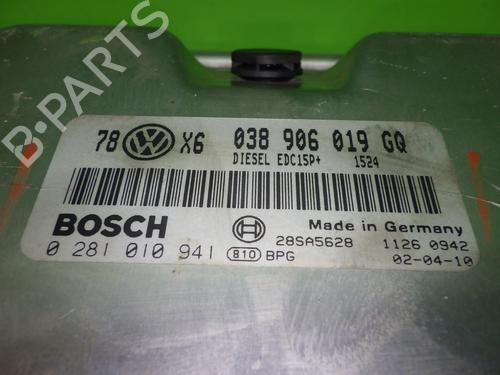 B-PARTS
78 VW X6 038 906 019 GQ
DIESEL EDC15P+ 1524
BOSCH
Made in Germany
28SA5628 1126 0942
0 281 010 941 810 BPG 02-04-10